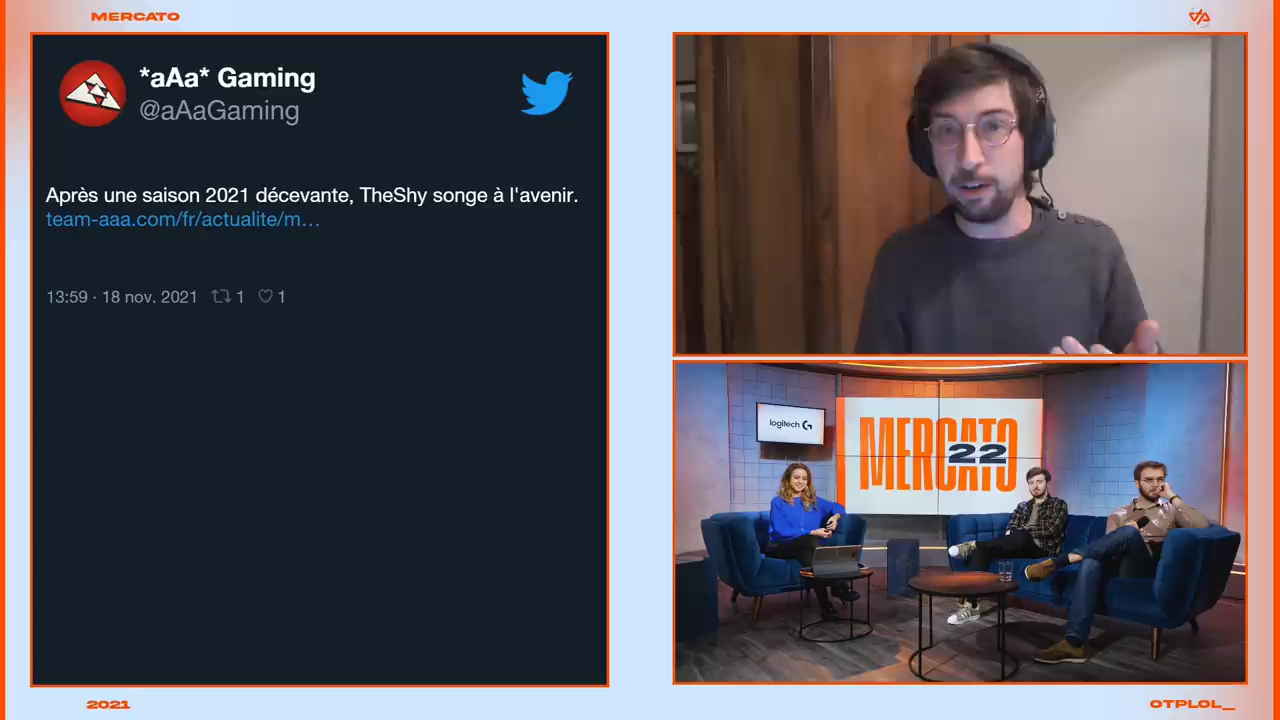 MERCATO
*aAa* Gaming
@aAaGaming
Après une saison 2021 décevante, TheShy songe à l'avenir.
team-aaa.com/fr/actualite/m…
13:59 · 18 nov. 2021 1 1
logitech G
MERCATO
22
2021
OTPLOL_